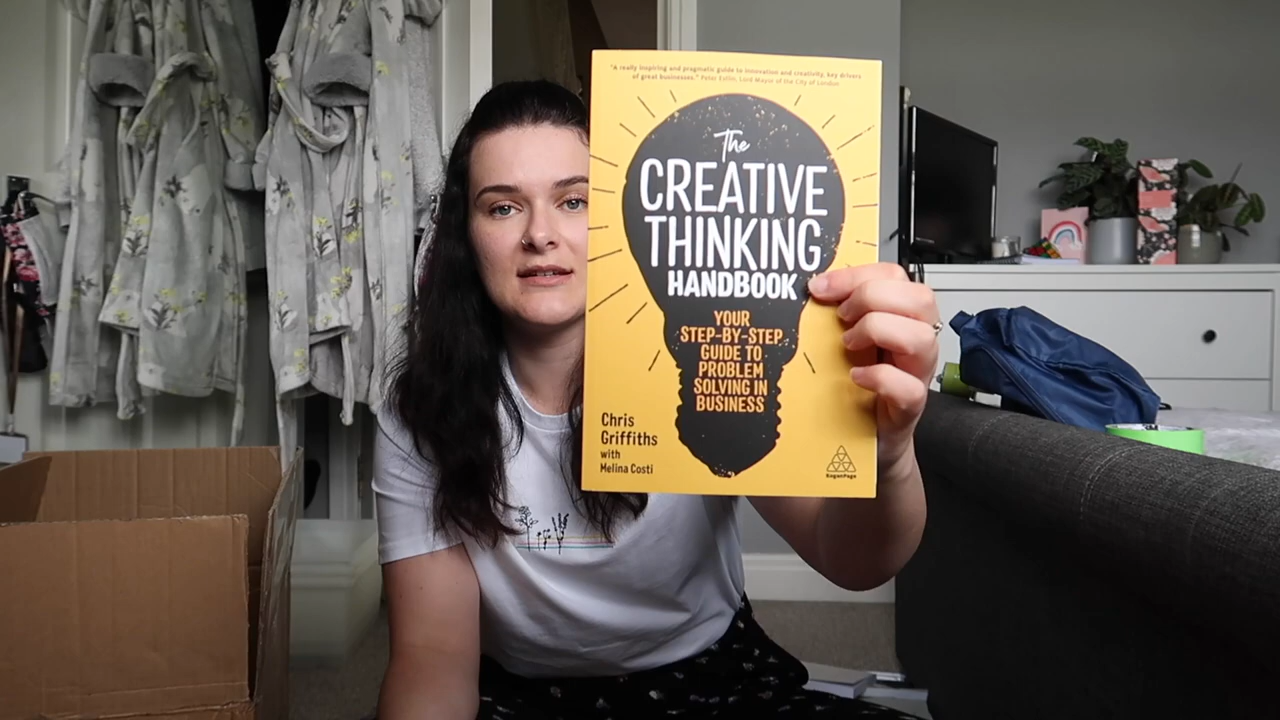 "A really inspiring and pragmatic guide to innovation and creativity, key drivers
of great businesses." Peter Estlin, Lord Mayor of the City of London
The
CREATIVE
THINKING
HANDBOOK
YOUR
STEP-BY-STEP
GUIDE TO
PROBLEM
SOLVING IN
BUSINESS
Chris
Griffiths
with
Melina Costi
KoganPage